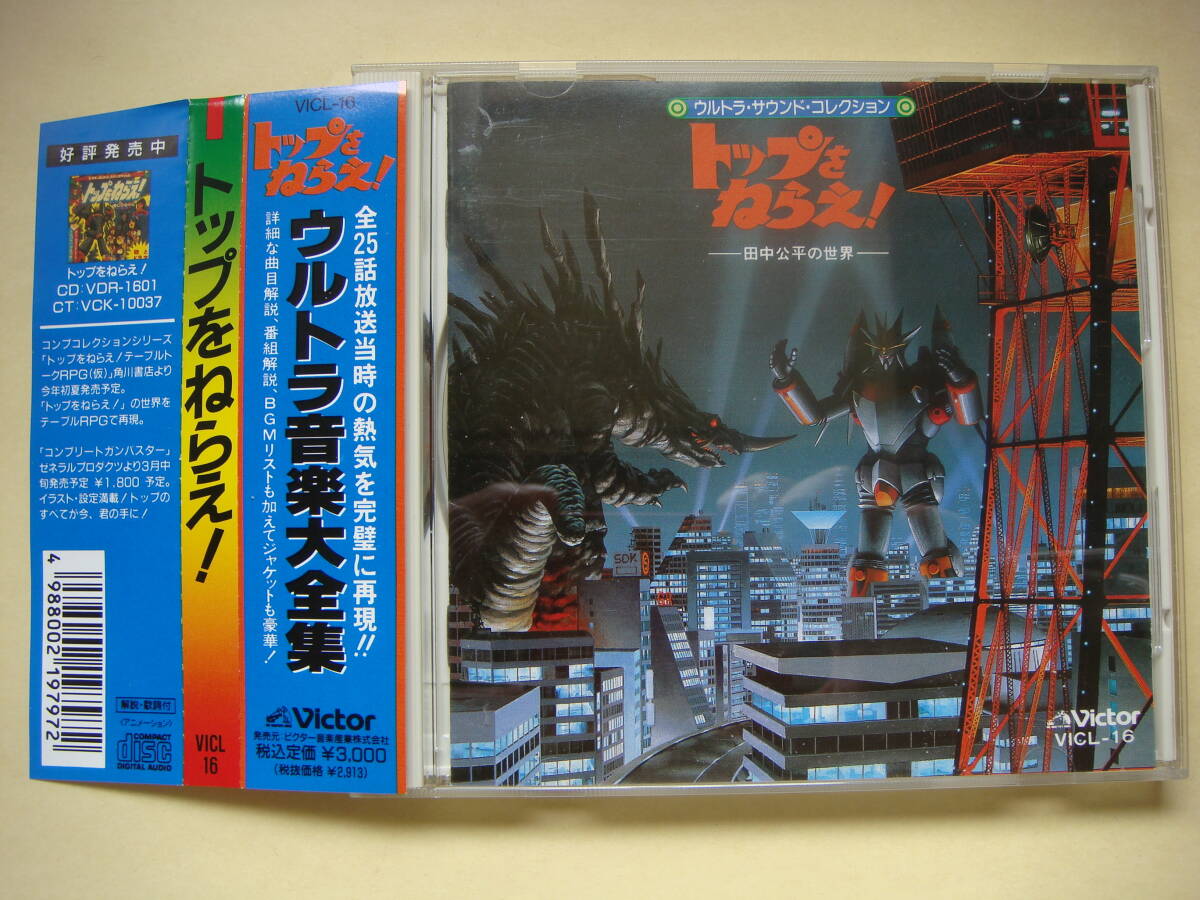 好評発売中
トップをねらえ!
トップをねらえ!
CD:VDR-1601
CT:VCK-10037
コンプコレクションシリーズ
「トップをねらえ!テーブルト
ークRPG(仮)」角川書店より
今年初夏発売予定。
「トップをねらえ!」の世界を
テーブルRPGで再現。
「コンプリートガンバスター」
ゼネラルプロダクツより3月中
旬発売予定 ¥1,800 予定。
イラスト・設定満載!トップの
すべてが今、君の手に!
4 988002 197972
解説・歌詞付
〈アニメーション〉
COMPACT
disc
DIGITAL AUDIO
トップをねらえ!
VICL
16
VICL-16
トップを
ねらえ!
全25話放送当時の熱気を完璧に再現!!
ウルトラ音楽大全集
詳細な曲目解説、番組解説、BGMリストも加えてジャケットも豪華!
Victor
発売元 ビクター音楽産業株式会社
税込定価 ¥3,000
(税抜価格 ¥2,913)
ウルトラ・サウンド・コレクション
トップを
ねらえ!
田中公平の世界
SDK
Victor
VICL-16